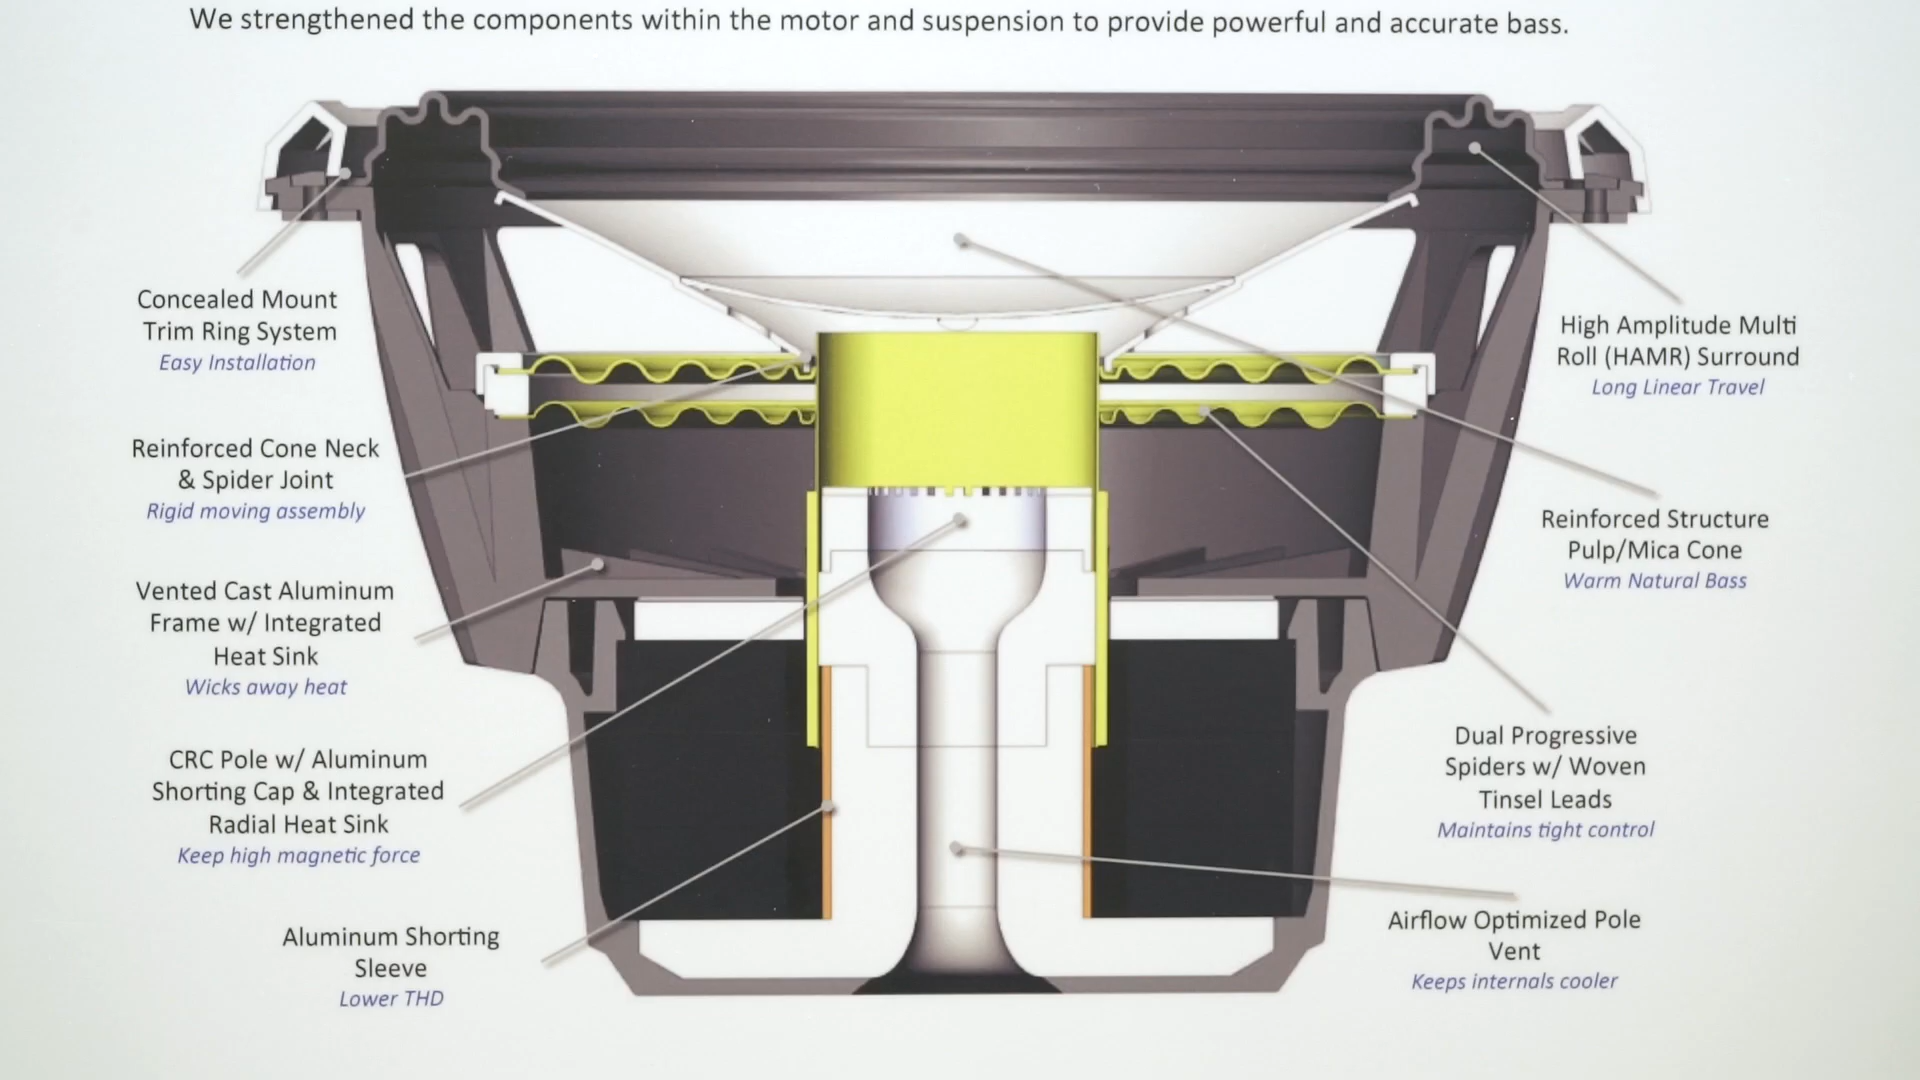 We strengthened the components within the motor and suspension to provide powerful and accurate bass.
Concealed Mount
Trim Ring System
Easy Installation
Reinforced Cone Neck
& Spider Joint
Rigid moving assembly
Vented Cast Aluminum
Frame w/ Integrated
Heat Sink
Wicks away heat
CRC Pole w/ Aluminum
Shorting Cap & Integrated
Radial Heat Sink
Keep high magnetic force
Aluminum Shorting
Sleeve
Lower THD
High Amplitude Multi
Roll (HAMR) Surround
Long Linear Travel
Reinforced Structure
Pulp/Mica Cone
Warm Natural Bass
Dual Progressive
Spiders w/ Woven
Tinsel Leads
Maintains tight control
Airflow Optimized Pole
Vent
Keeps internals cooler